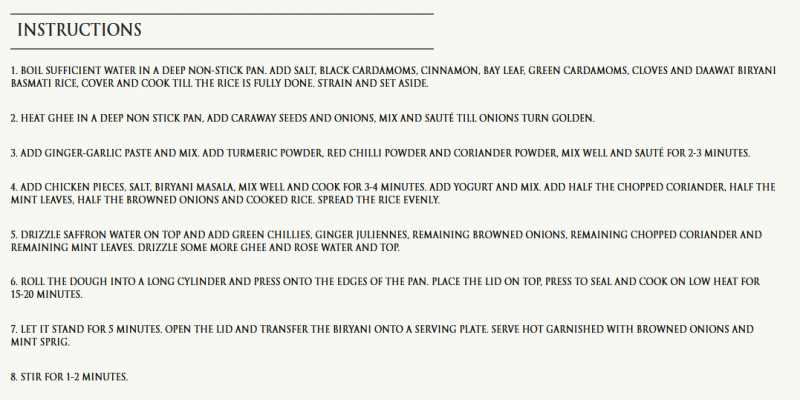 INSTRUCTIONS
1. BOIL SUFFICIENT WATER IN A DEEP NON-STICK PAN. ADD SALT, BLACK CARDAMOMS, CINNAMON, BAY LEAF, GREEN CARDAMOMS, CLOVES AND DAAWAT BIRYANI
BASMATI RICE, COVER AND COOK TILL THE RICE IS FULLY DONE. STRAIN AND SET ASIDE.
2. HEAT GHEE IN A DEEP NON STICK PAN, ADD CARAWAY SEEDS AND ONIONS, MIX AND SAUTÉ TILL ONIONS TURN GOLDEN.
3. ADD GINGER-GARLIC PASTE AND MIX. ADD TURMERIC POWDER, RED CHILLI POWDER AND CORIANDER POWDER, MIX WELL AND SAUTÉ FOR 2-3 MINUTES.
4. ADD CHICKEN PIECES, SALT, BIRYANI MASALA, MIX WELL AND COOK FOR 3-4 MINUTES. ADD YOGURT AND MIX. ADD HALF THE CHOPPED CORIANDER, HALF THE
MINT LEAVES, HALF THE BROWNED ONIONS AND COOKED RICE. SPREAD THE RICE EVENLY.
5. DRIZZLE SAFFRON WATER ON TOP AND ADD GREEN CHILLIES, GINGER JULIENNES, REMAINING BROWNED ONIONS, REMAINING CHOPPED CORIANDER AND
REMAINING MINT LEAVES. DRIZZLE SOME MORE GHEE AND ROSE WATER AND TOP.
6. ROLL THE DOUGH INTO A LONG CYLINDER AND PRESS ONTO THE EDGES OF THE PAN. PLACE THE LID ON TOP, PRESS TO SEAL AND COOK ON LOW HEAT FOR
15-20 MINUTES.
7. LET IT STAND FOR 5 MINUTES. OPEN THE LID AND TRANSFER THE BIRYANI ONTO A SERVING PLATE. SERVE HOT GARNISHED WITH BROWNED ONIONS AND
MINT SPRIG.
8. STIR FOR 1-2 MINUTES.